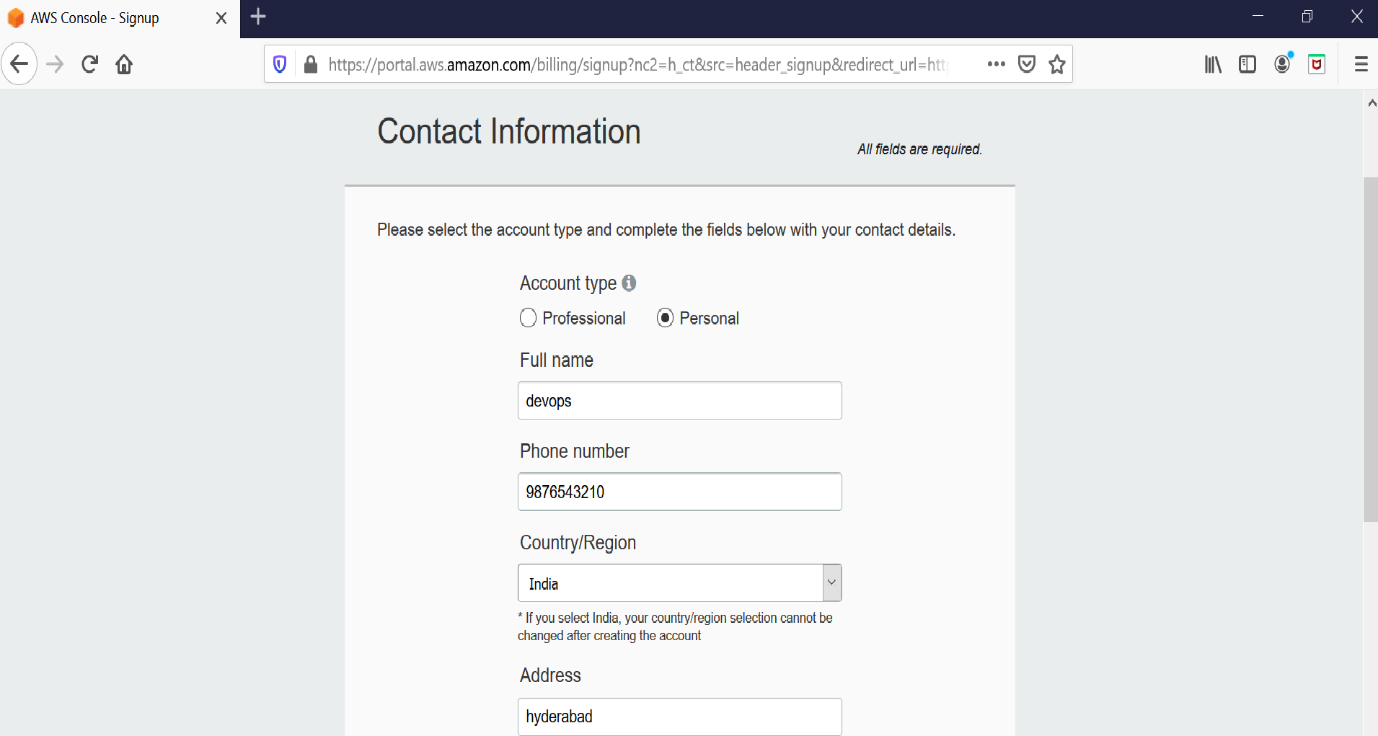 AWS Console - Signup
https://portal.aws.amazon.com/billing/signup?nc2=h_ct&src=header_signup&redirect_url=htt
Contact Information
All fields are required.
Please select the account type and complete the fields below with your contact details.
Account type
Professional Personal
Full name
devops
Phone number
9876543210
Country/Region
India
* If you select India, your country/region selection cannot be
changed after creating the account
Address
hyderabad